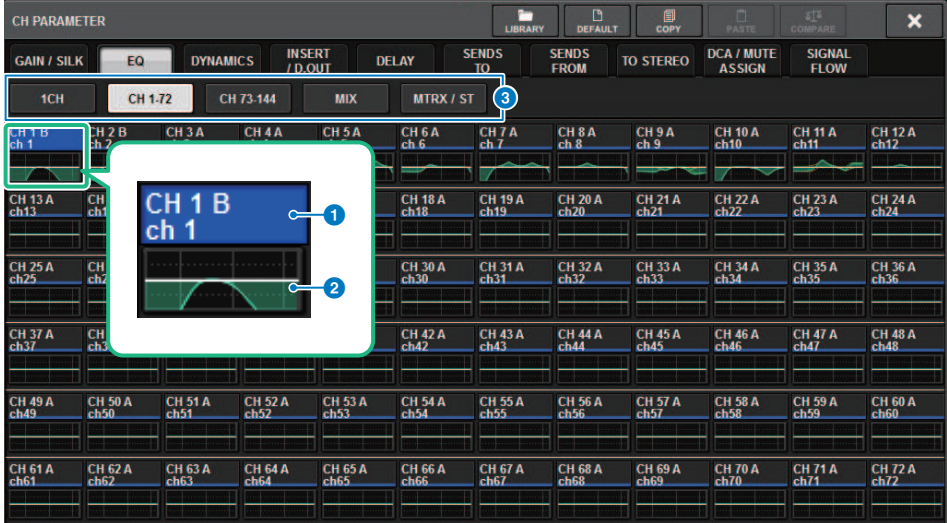 CH PARAMETER
LIBRARY DEFAULT COPY PASTE COMPARE
GAIN / SILK EQ DYNAMICS INSERT / D.OUT DELAY SENDS TO SENDS FROM TO STEREO DCA / MUTE ASSIGN SIGNAL FLOW
1CH CH 1-72 CH 73-144 MIX MTRX / ST 3
CH 1 B CH 2 B CH 3 A CH 4 A CH 5 A CH 6 A CH 7 A CH 8 A CH 9 A CH 10 A CH 11 A CH 12 A
ch 1 ch 2 ch 6 ch 7 ch 8 ch 9 ch10 ch11 ch12
CH 1 B 1
ch 1
2
CH 13 A CH CH 18 A CH 19 A CH 20 A CH 21 A CH 22 A CH 23 A CH 24 A
ch13 ch18 ch19 ch20 ch21 ch22 ch23 ch24
CH 25 A CH CH 30 A CH 31 A CH 32 A CH 33 A CH 34 A CH 35 A CH 36 A
ch25 ch30 ch31 ch32 ch33 ch34 ch35 ch36
CH 37 A CH CH 42 A CH 43 A CH 44 A CH 45 A CH 46 A CH 47 A CH 48 A
ch37 ch42 ch43 ch44 ch45 ch46 ch47 ch48
CH 49 A CH 50 A CH 51 A CH 52 A CH 53 A CH 54 A CH 55 A CH 56 A CH 57 A CH 58 A CH 59 A CH 60 A
ch49 ch50 ch51 ch52 ch53 ch54 ch55 ch56 ch57 ch58 ch59 ch60
CH 61 A CH 62 A CH 63 A CH 64 A CH 65 A CH 66 A CH 67 A CH 68 A CH 69 A CH 70 A CH 71 A CH 72 A
ch61 ch62 ch63 ch64 ch65 ch66 ch67 ch68 ch69 ch70 ch71 ch72